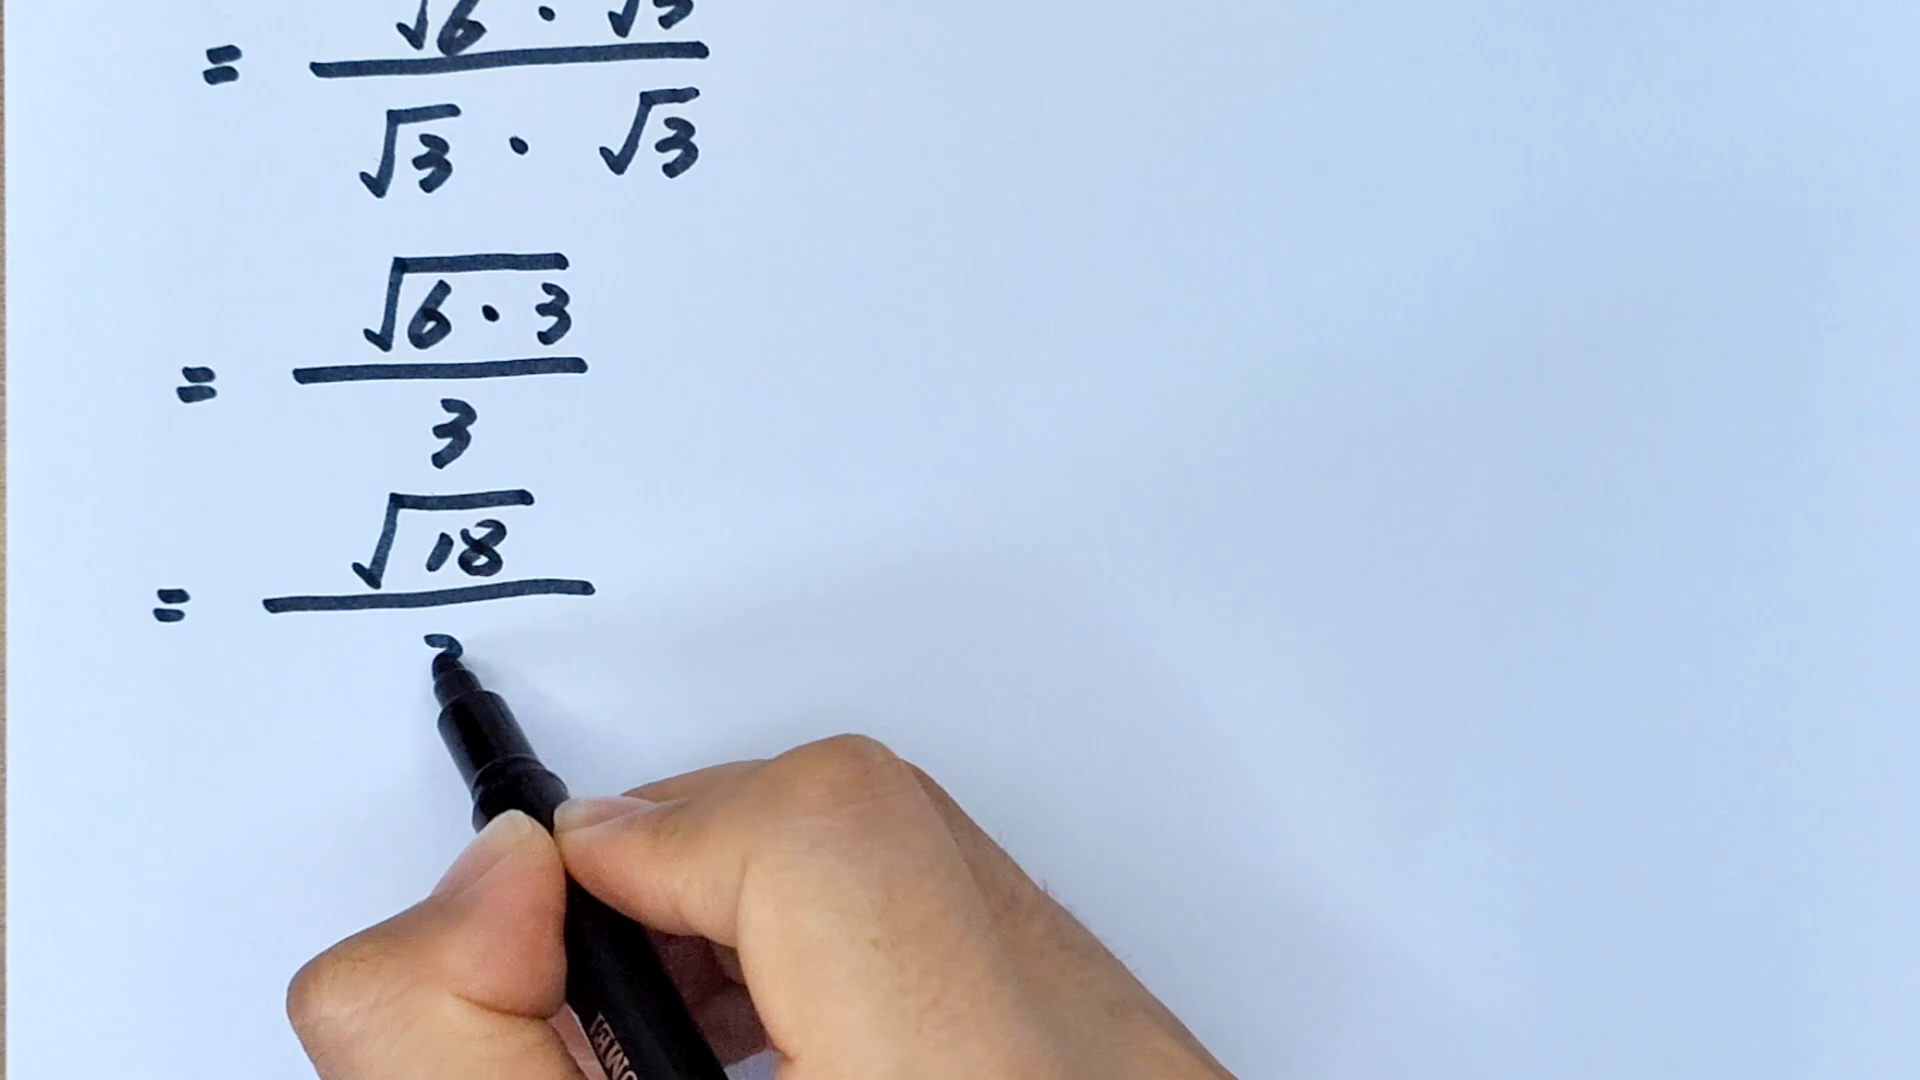 = √6 · √3
√3 · √3
= √6 · 3
3
= √18